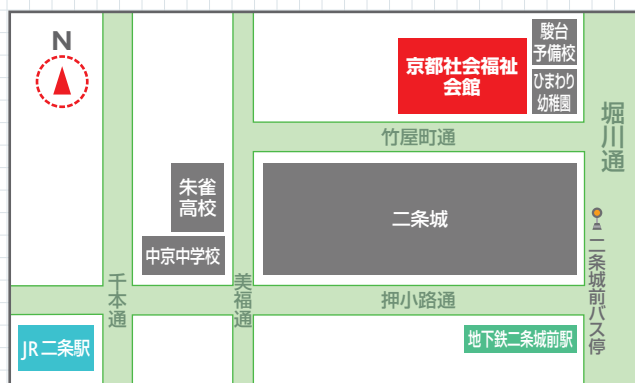 N
京都社会福祉
会館
駿台
予備校
ひまわり
幼稚園
堀川通
竹屋町通
朱雀
高校
二条城
中京中学校
二条城前バス停
千本通
美福通
押小路通
JR二条駅
地下鉄二条城前駅